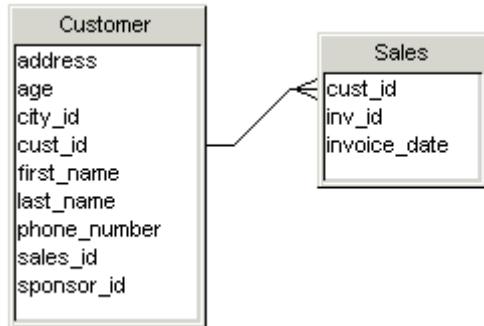 Customer
address
age
city_id
cust_id
first_name
last_name
phone_number
sales_id
sponsor_id
Sales
cust_id
inv_id
invoice_date